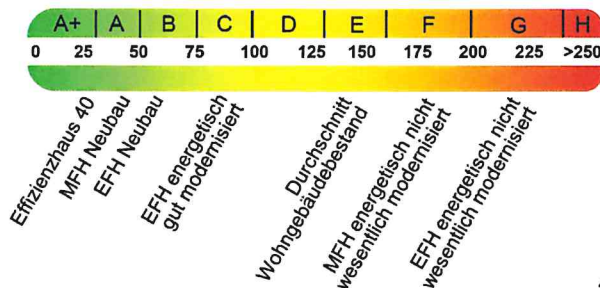 A+ A B C D E F G H
0 25 50 75 100 125 150 175 200 225 >250
Effizienzhaus 40
MFH Neubau
EFH Neubau
EFH energetisch
gut modernisiert
Durchschnitt
Wohngebäudebestand
MFH energetisch nicht
wesentlich modernisiert
EFH energetisch nicht
wesentlich modernisiert